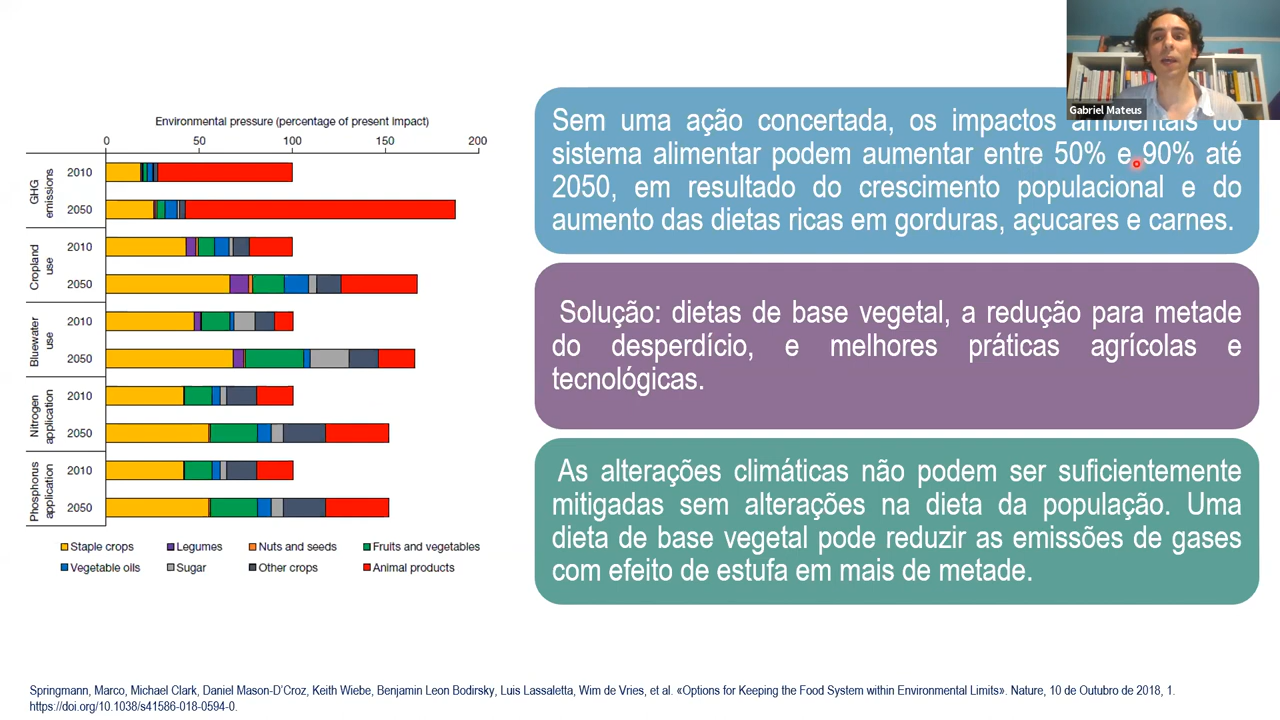 Gabriel Mateus
Environmental pressure (percentage of present impact)
0 50 100 150 200
GHG emissions
2010
2050
Cropland use
2010
2050
Bluewater use
2010
2050
Nitrogen application
2010
2050
Phosphorus application
2010
2050
Staple crops Legumes Nuts and seeds Fruits and vegetables
Vegetable oils Sugar Other crops Animal products
Sem uma ação concertada, os impactos ambientais do
sistema alimentar podem aumentar entre 50% e 90% até
2050, em resultado do crescimento populacional e do
aumento das dietas ricas em gorduras, açucares e carnes.
Solução: dietas de base vegetal, a redução para metade
do desperdício, e melhores práticas agrícolas e
tecnológicas.
As alterações climáticas não podem ser suficientemente
mitigadas sem alterações na dieta da população. Uma
dieta de base vegetal pode reduzir as emissões de gases
com efeito de estufa em mais de metade.
Springmann, Marco, Michael Clark, Daniel Mason-D'Croz, Keith Wiebe, Benjamin Leon Bodirsky, Luis Lassaletta, Wim de Vries, et al. «Options for Keeping the Food System within Environmental Limits». Nature, 10 de Outubro de 2018, 1.
https://doi.org/10.1038/s41586-018-0594-0.